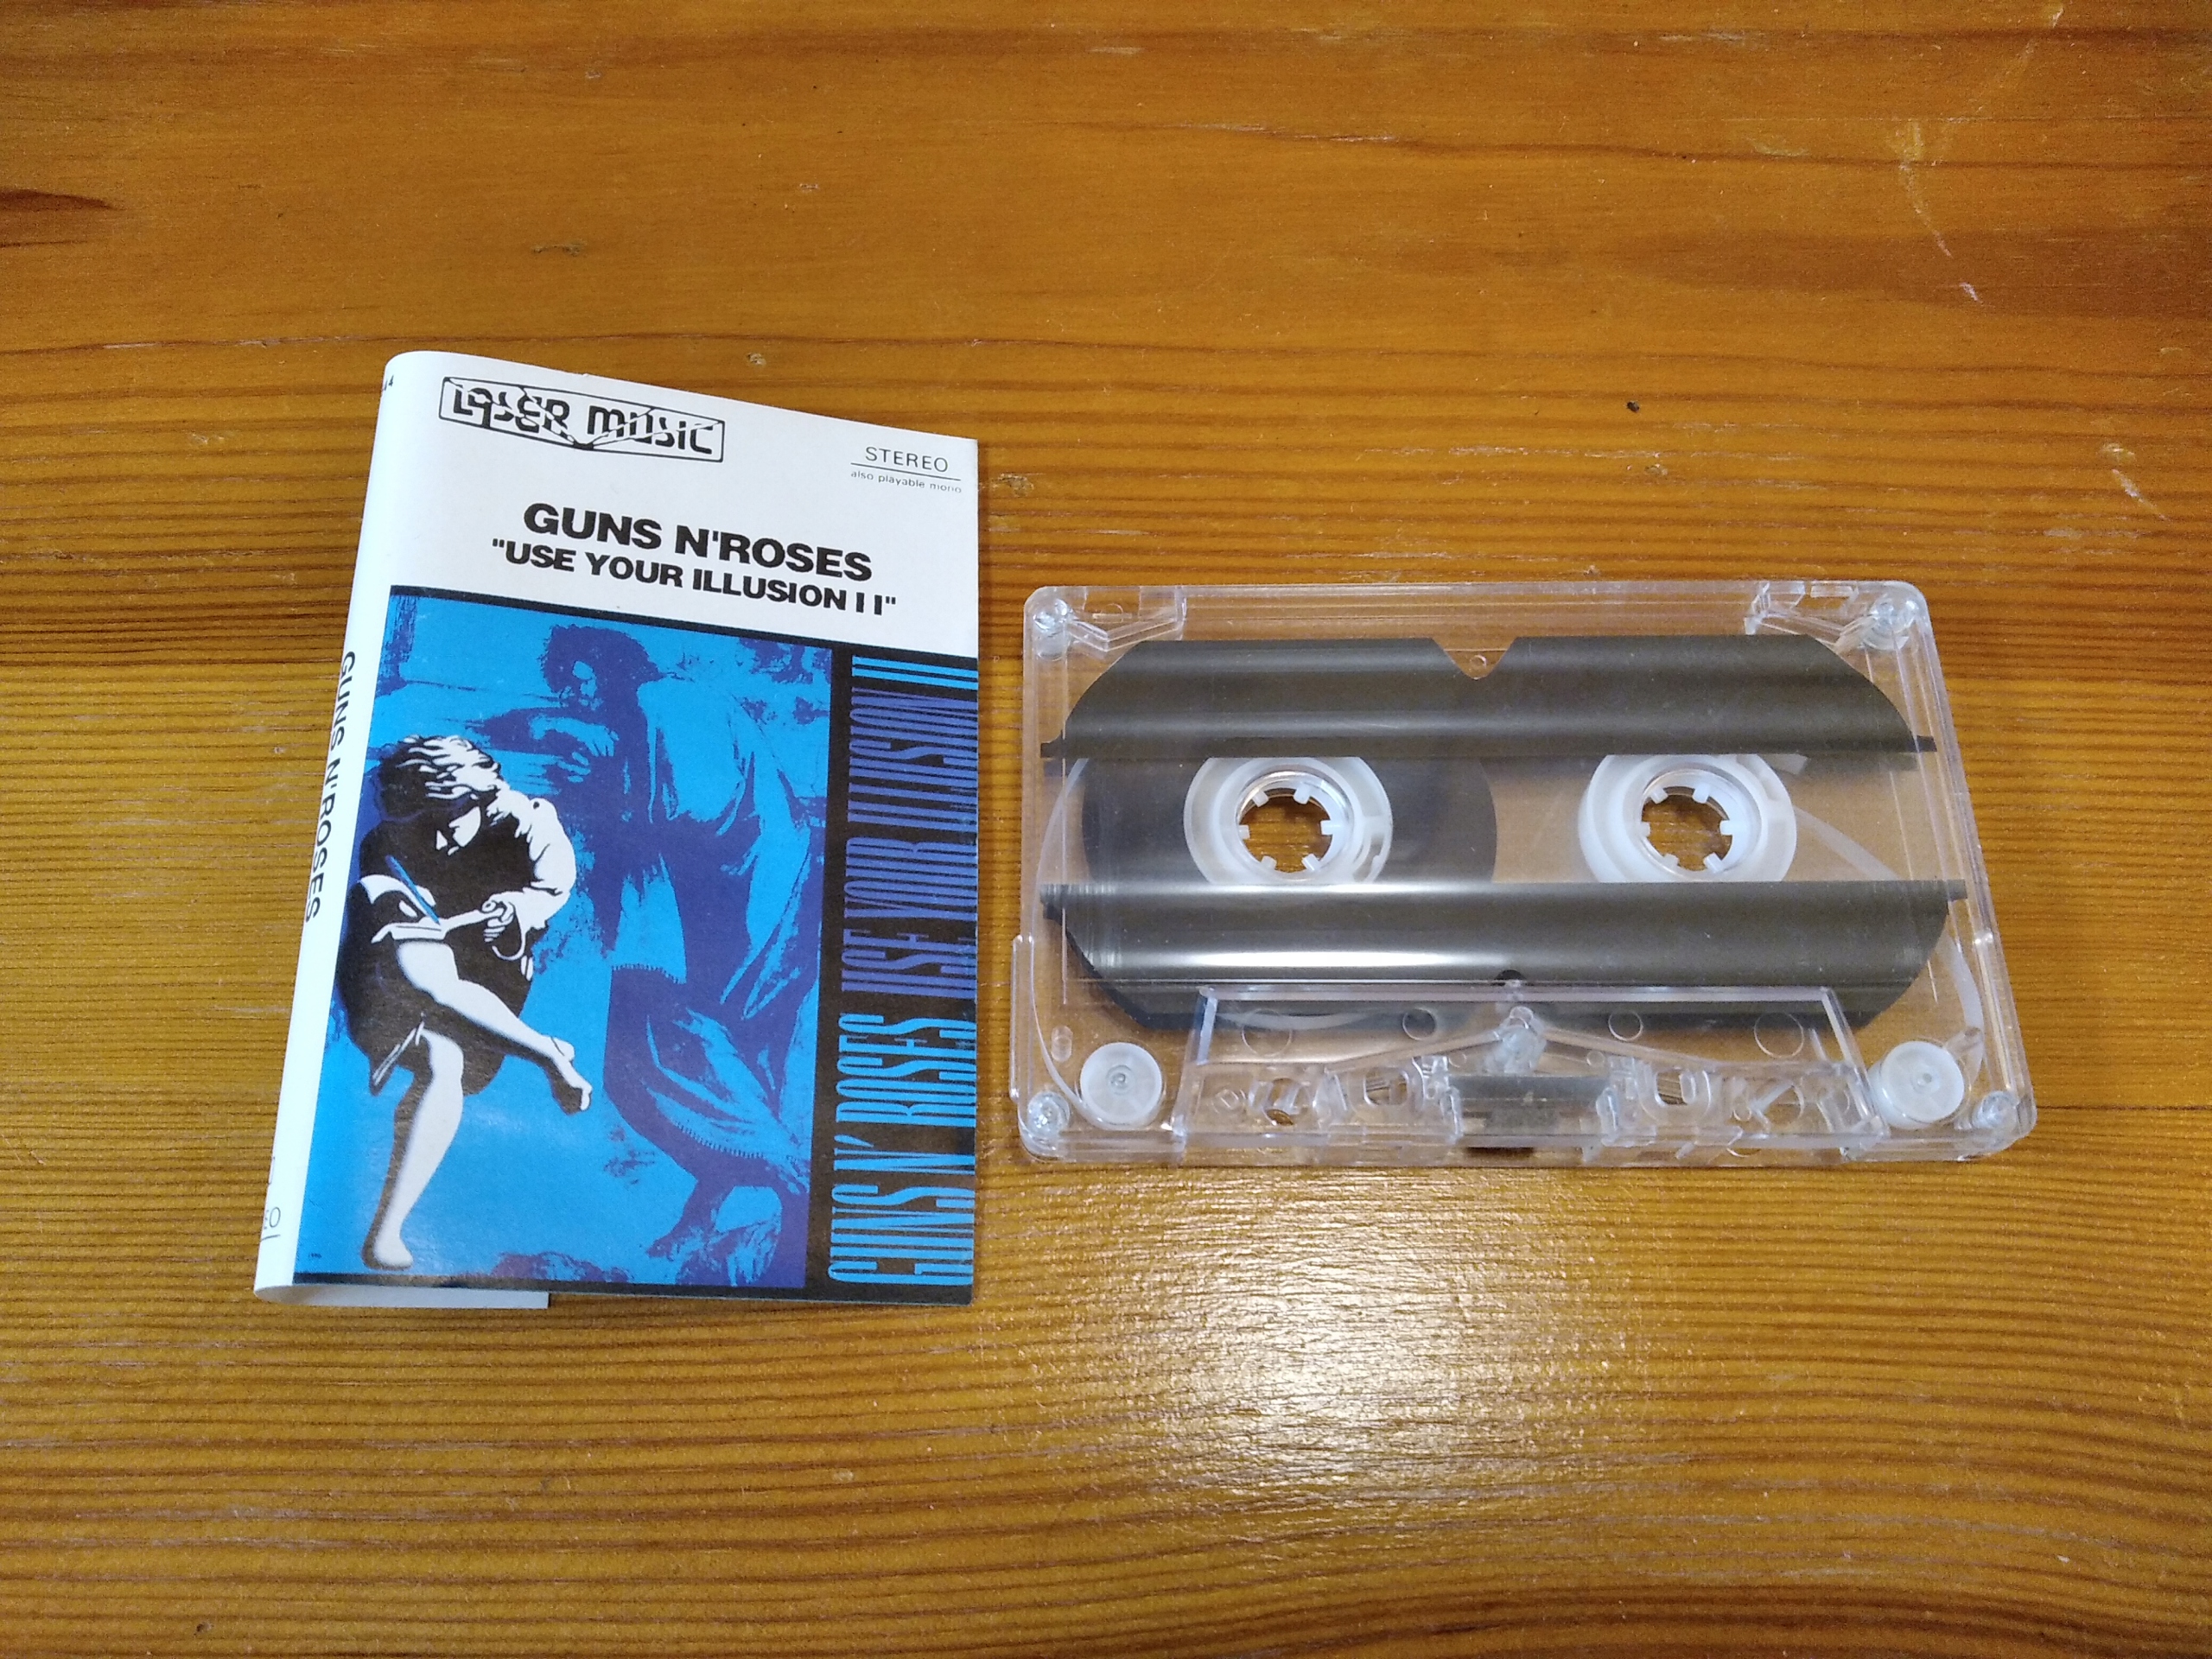 LASER MUSIC
STEREO
also playable mono
GUNS N'ROSES
"USE YOUR ILLUSION I I"
GUNS N' ROSES USE YOUR ILLUSION II
GUNS N'ROSES